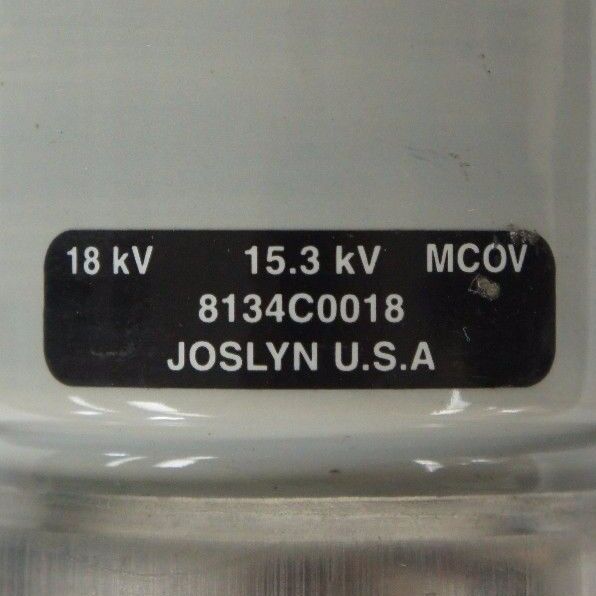 18 kV 15.3 kV MCOV
8134C0018
JOSLYN U.S.A